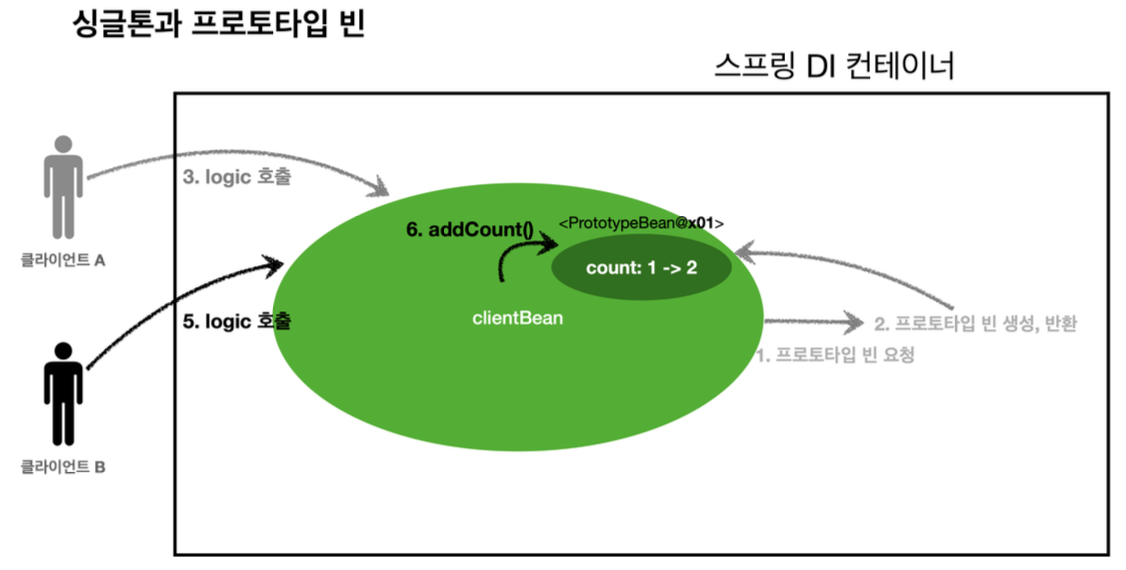 싱글톤과 프로토타입 빈
스프링 DI 컨테이너
3. logic 호출
클라이언트 A
6. addCount()
<PrototypeBean@x01>
count: 1 -> 2
clientBean
5. logic 호출
2. 프로토타입 빈 생성, 반환
1. 프로토타입 빈 요청
클라이언트 B